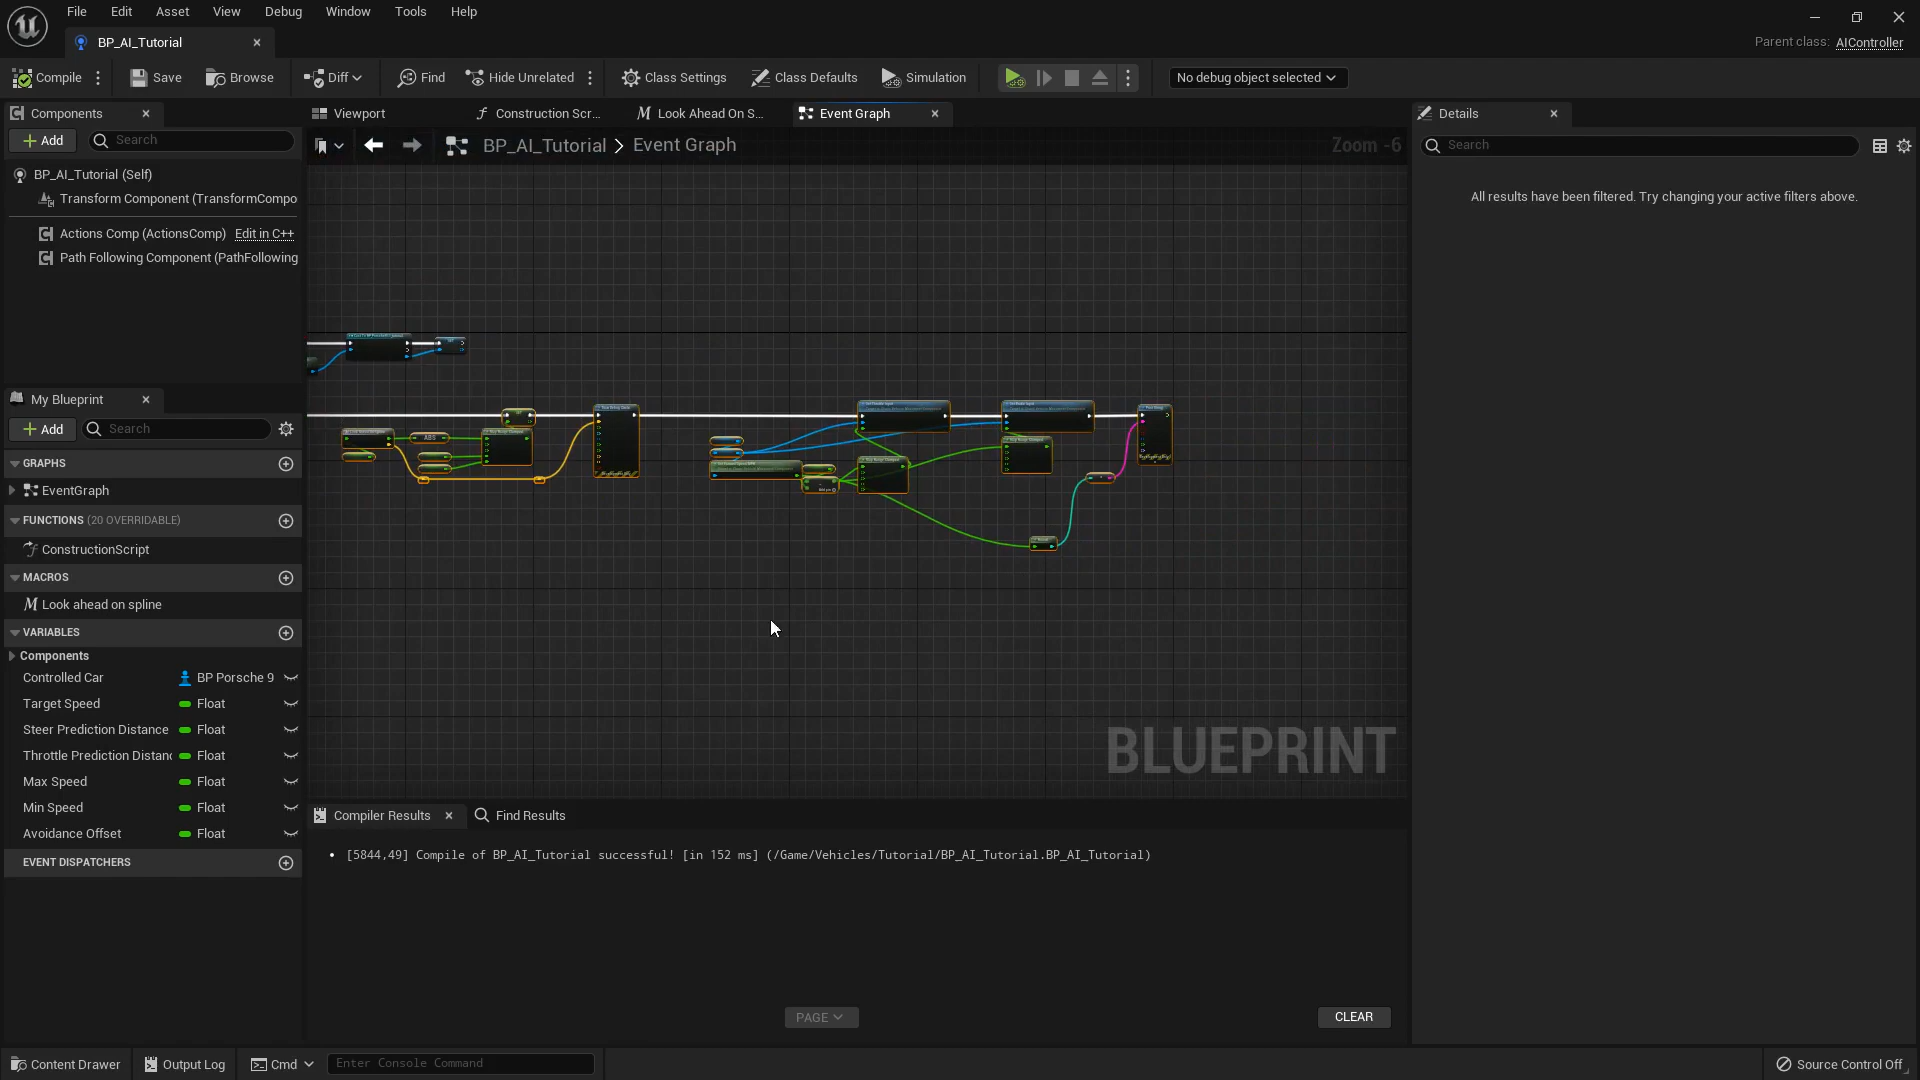 File Edit Asset View Debug Window Tools Help
BP_AI_Tutorial
Parent class: AIController
Compile Save Browse Diff Find Hide Unrelated Class Settings Class Defaults Simulation No debug object selected
Components Viewport Construction Scr... Look Ahead On S... Event Graph Details
Add Search
BP_AI_Tutorial > Event Graph Zoom -6
Search
BP_AI_Tutorial (Self)
Transform Component (TransformCompo
All results have been filtered. Try changing your active filters above.
Actions Comp (ActionsComp) Edit in C++
Path Following Component (PathFollowing
My Blueprint
Add Search
GRAPHS
EventGraph
FUNCTIONS (20 OVERRIDABLE)
ConstructionScript
MACROS
Look ahead on spline
VARIABLES
Components
Controlled Car BP Porsche 9
Target Speed Float
Steer Prediction Distance Float
Throttle Prediction Distanc Float
Max Speed Float
Min Speed Float
Avoidance Offset Float
EVENT DISPATCHERS
ABS
BLUEPRINT
Compiler Results Find Results
• [5844,49] Compile of BP_AI_Tutorial successful! [in 152 ms] (/Game/Vehicles/Tutorial/BP_AI_Tutorial.BP_AI_Tutorial)
PAGE CLEAR
Content Drawer Output Log Cmd Enter Console Command Source Control Off